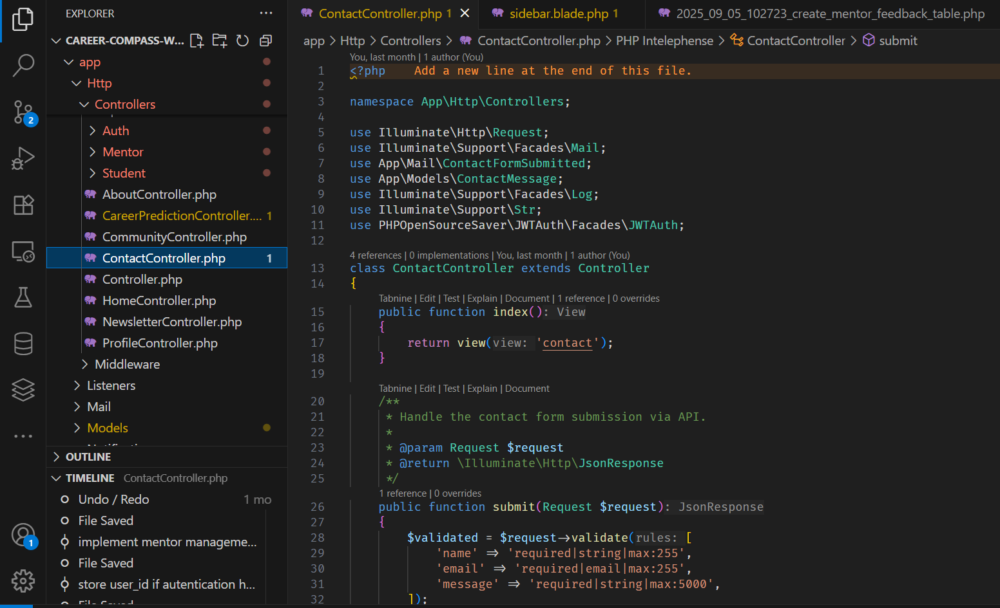 EXPLORER
CAREER-COMPASS-W...
app
Http
Controllers
Auth
Mentor
Student
AboutController.php
CareerPredictionController.... 1
CommunityController.php
ContactController.php 1
Controller.php
HomeController.php
NewsletterController.php
ProfileController.php
Middleware
Listeners
Mail
Models
OUTLINE
TIMELINE ContactController.php
Undo / Redo 1 mo
File Saved
implement mentor manageme...
File Saved
store user_id if autentication h...
File Saved
2
1
ContactController.php 1
sidebar.blade.php 1
2025_09_05_102723_create_mentor_feedback_table.php
app > Http > Controllers > ContactController.php > PHP Intelephense > ContactController > submit
You, last month | 1 author (You)
1 <?php Add a new line at the end of this file.
2
3 namespace App\Http\Controllers;
4
5 use Illuminate\Http\Request;
6 use Illuminate\Support\Facades\Mail;
7 use App\Mail\ContactFormSubmitted;
8 use App\Models\ContactMessage;
9 use Illuminate\Support\Facades\Log;
10 use Illuminate\Support\Str;
11 use PHPOpenSourceSaver\JWTAuth\Facades\JWTAuth;
12
4 references | 0 implementations | You, last month | 1 author (You)
13 class ContactController extends Controller
14 {
Tabnine | Edit | Test | Explain | Document | 1 reference | 0 overrides
15 public function index(): View
16 {
17 return view(view: 'contact');
18 }
19
Tabnine | Edit | Test | Explain | Document
20 /**
21 * Handle the contact form submission via API.
22 *
23 * @param Request $request
24 * @return \Illuminate\Http\JsonResponse
25 */
1 reference | 0 overrides
26 public function submit(Request $request): JsonResponse
27 {
28 $validated = $request->validate(rules: [
29 'name' => 'required|string|max:255',
30 'email' => 'required|email|max:255',
31 'message' => 'required|string|max:5000',
32 ]);